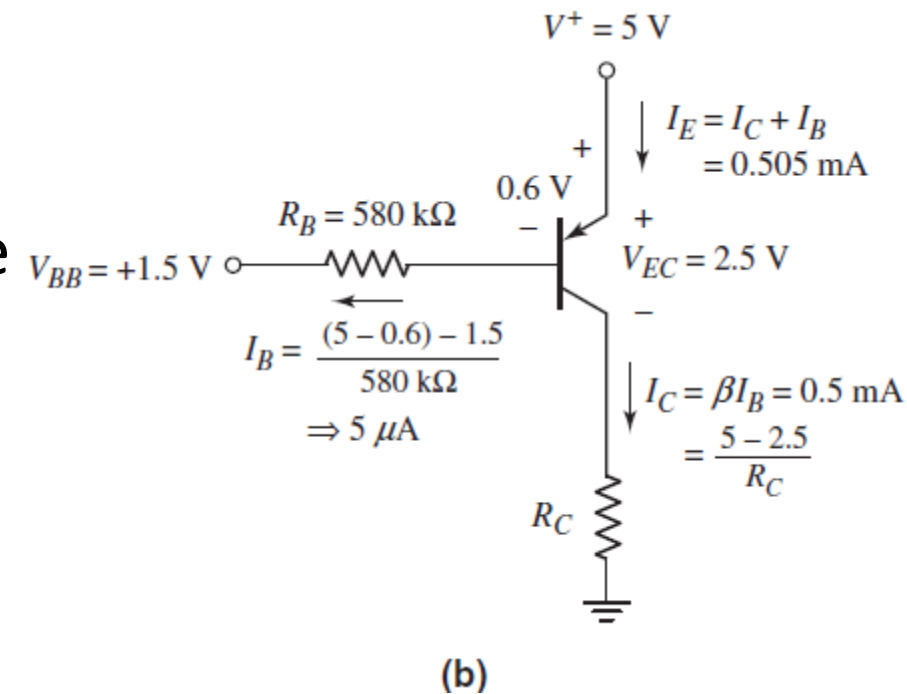 V⁺ = 5 V
I_E = I_C + I_B
= 0.505 mA
+
0.6 V
−
+
V_EC = 2.5 V
−
R_B = 580 kΩ
e
V_BB = +1.5 V
I_B = (5 – 0.6) – 1.5
580 kΩ
⇒ 5 μA
I_C = βI_B = 0.5 mA
= 5 – 2.5
R_C
R_C
(b)